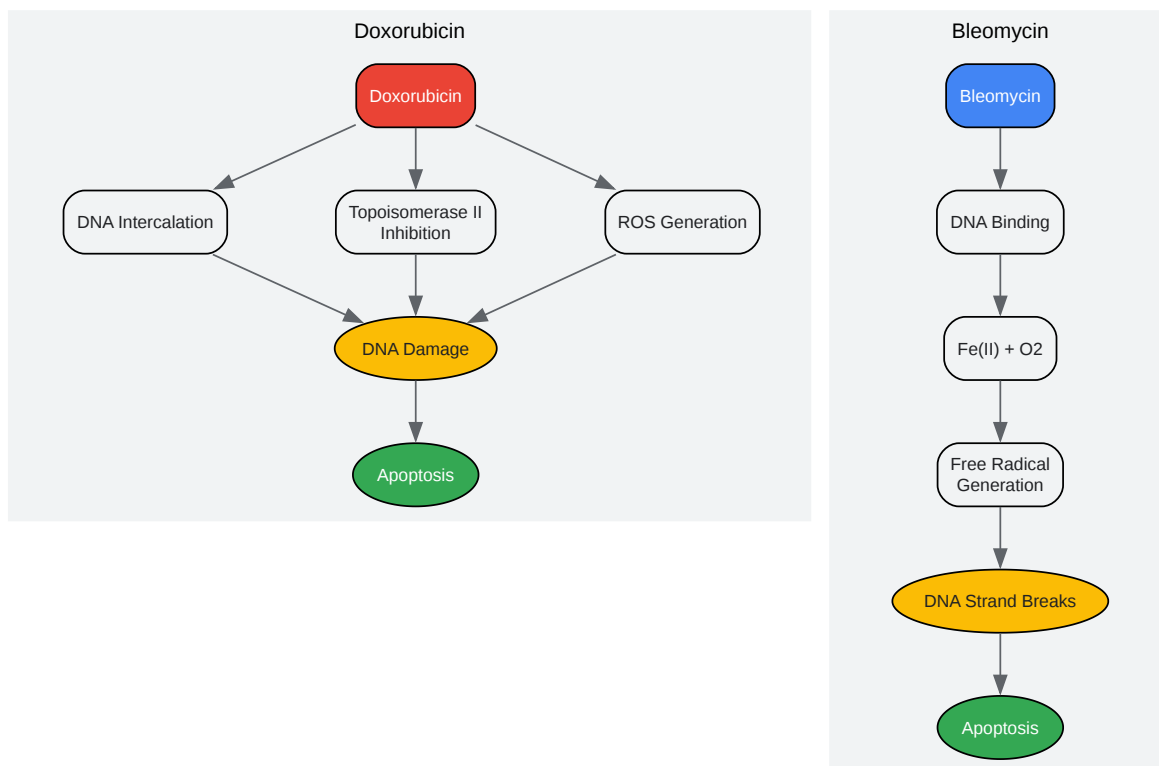 Doxorubicin
Doxorubicin
DNA Intercalation
Topoisomerase II
Inhibition
ROS Generation
DNA Damage
Apoptosis
Bleomycin
Bleomycin
DNA Binding
Fe(II) + O2
Free Radical
Generation
DNA Strand Breaks
Apoptosis